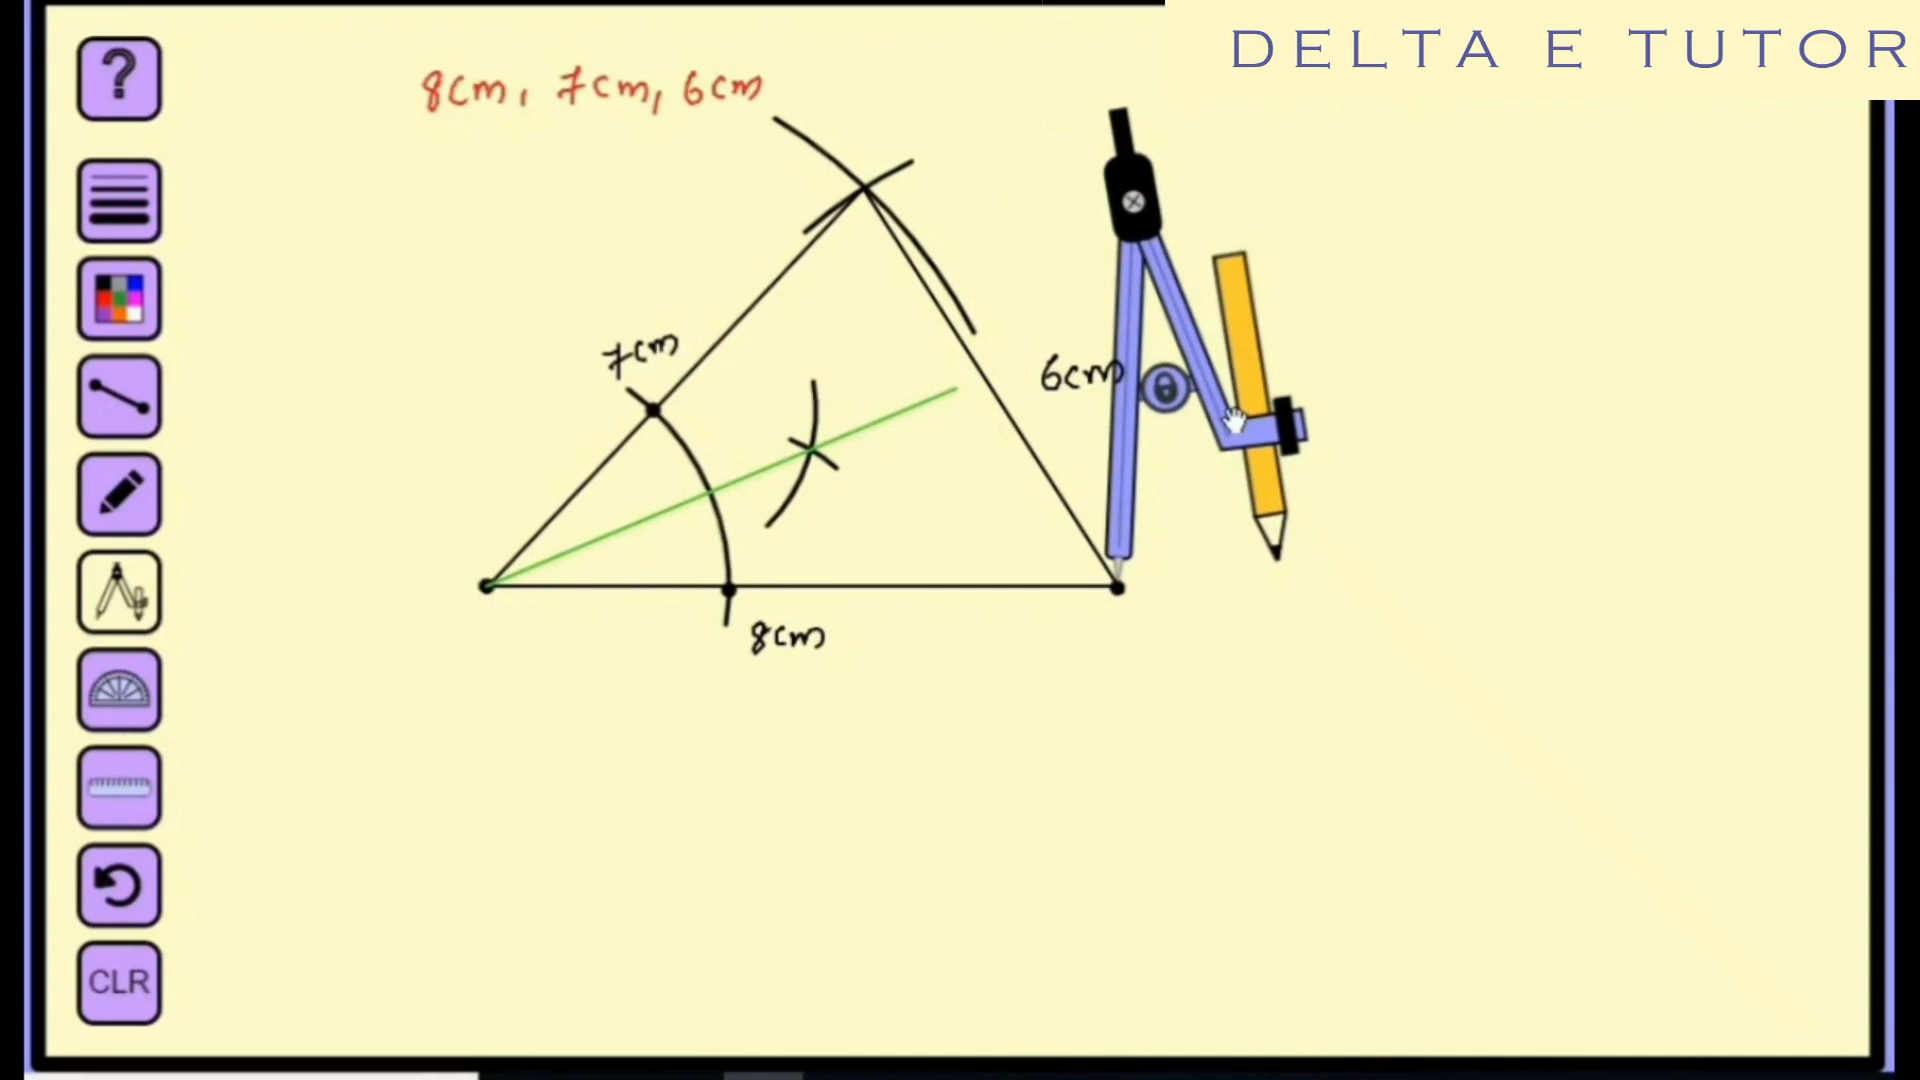 DELTA E TUTOR
8cm, 7cm, 6cm
7cm
6cm
8cm
?
CLR